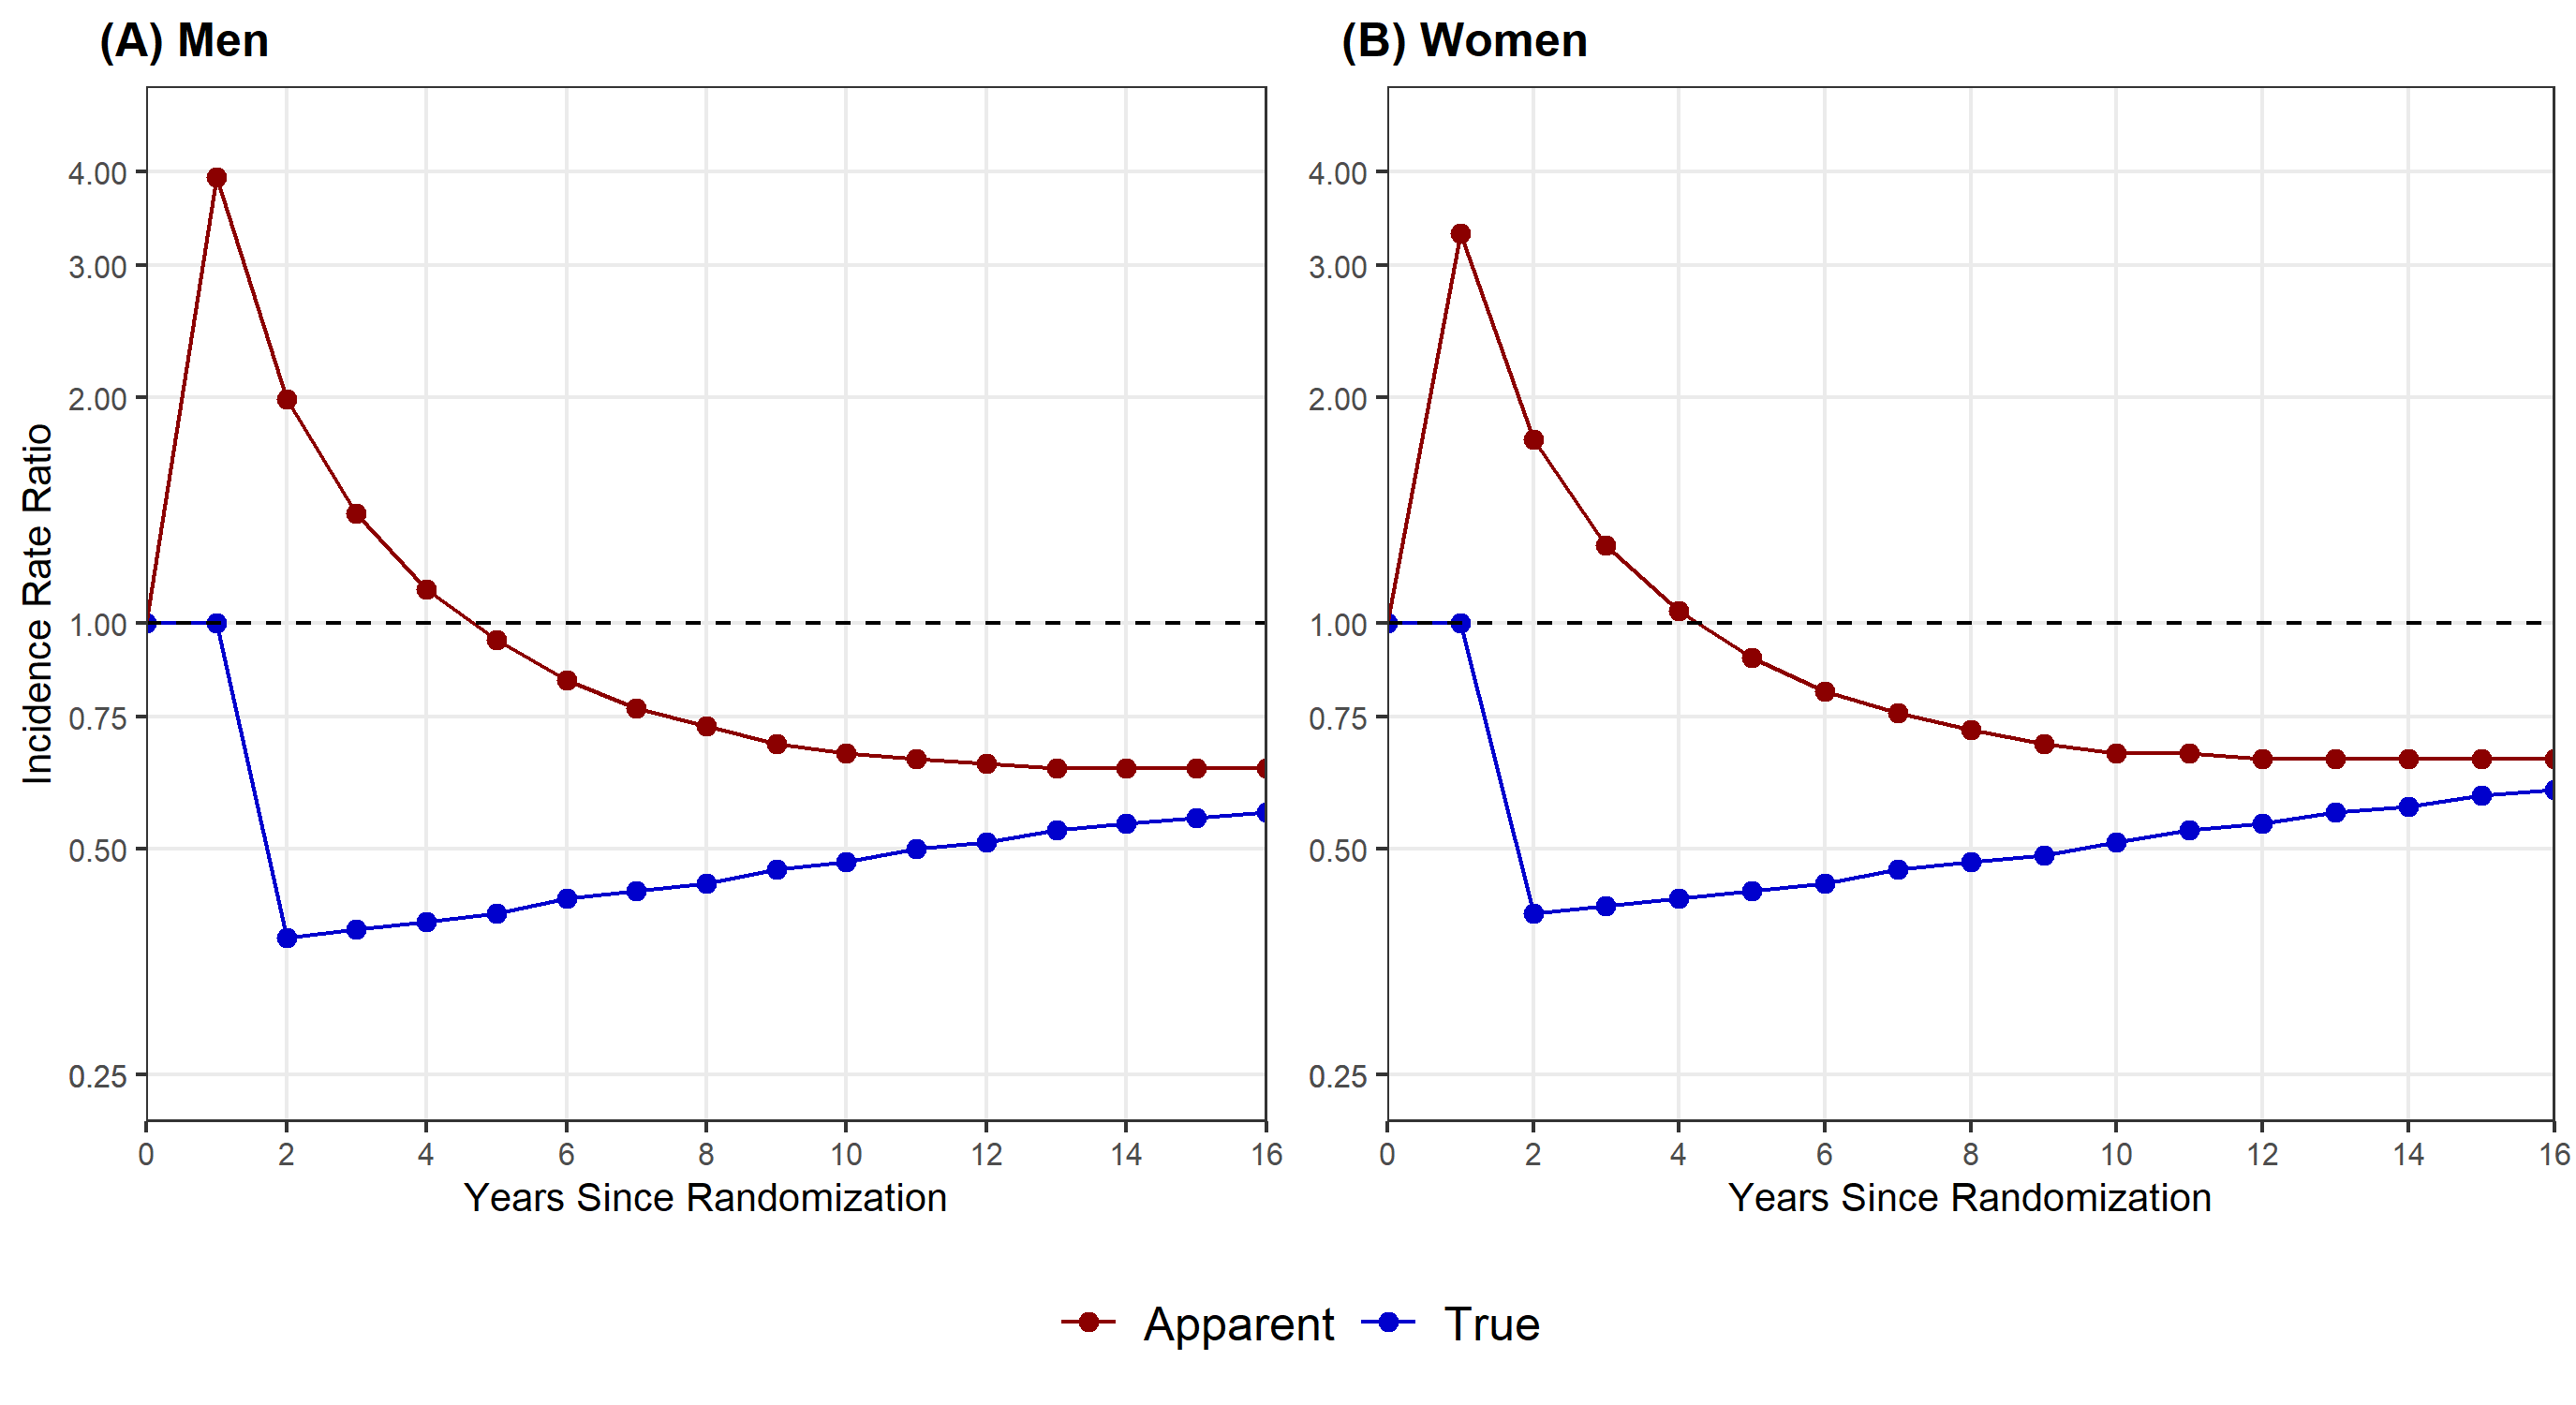 (A) Men
(B) Women
Incidence Rate Ratio
4.00
3.00
2.00
1.00
0.75
0.50
0.25
0 2 4 6 8 10 12 14 16
Years Since Randomization
4.00
3.00
2.00
1.00
0.75
0.50
0.25
0 2 4 6 8 10 12 14 16
Years Since Randomization
Apparent True